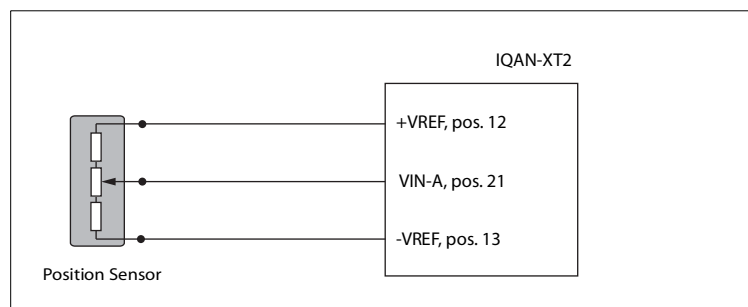 IQAN-XT2
+VREF, pos. 12
VIN-A, pos. 21
-VREF, pos. 13
Position Sensor